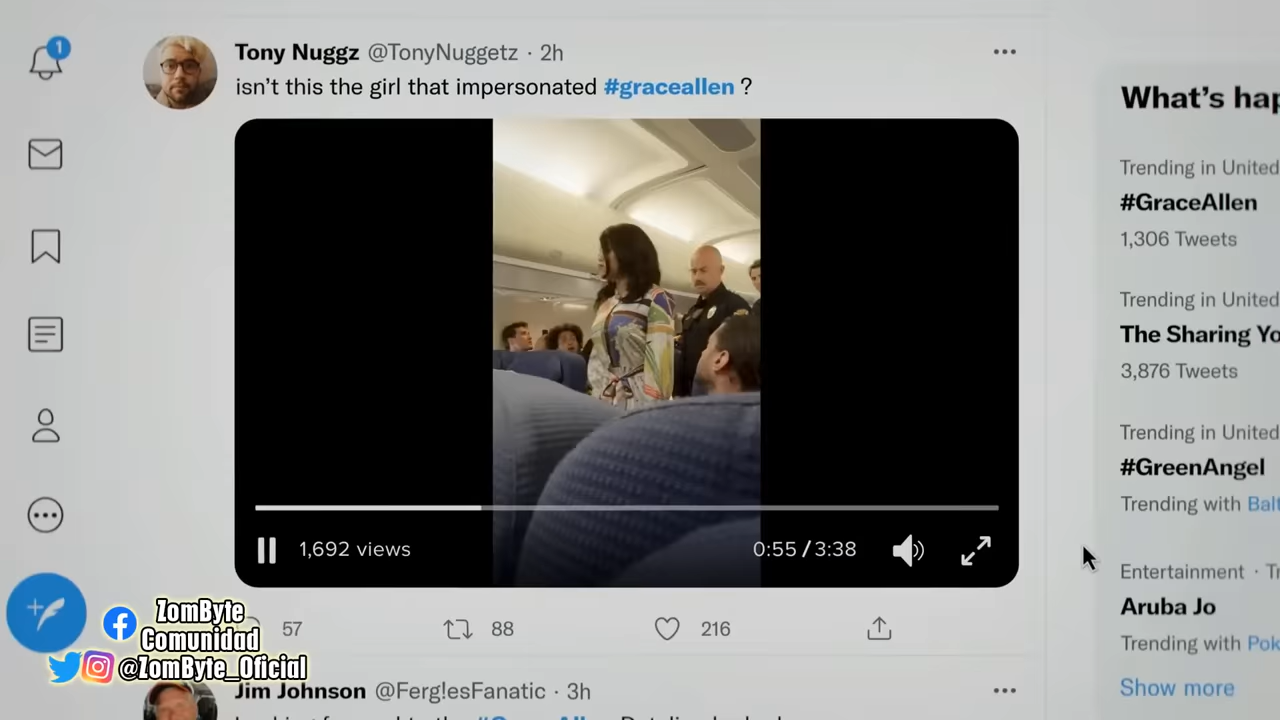 1
Tony Nuggz @TonyNuggetz · 2h
isn't this the girl that impersonated #graceallen ?
1,692 views
0:55 / 3:38
57
88
216
Jim Johnson @Ferg!esFanatic · 3h
What's hap
Trending in United
#GraceAllen
1,306 Tweets
Trending in United
The Sharing Yo
3,876 Tweets
Trending in United
#GreenAngel
Trending with Balt
Entertainment · Tr
Aruba Jo
Trending with Pok
Show more
ZomByte
Comunidad
@ZomByte_Oficial